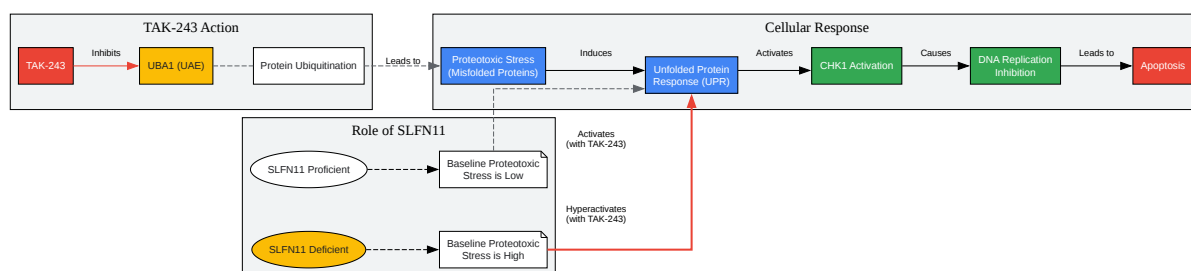 TAK-243 Action
Cellular Response
TAK-243
Inhibits
UBA1 (UAE)
Protein Ubiquitination
Leads to
Proteotoxic Stress
(Misfolded Proteins)
Induces
Unfolded Protein
Response (UPR)
Activates
CHK1 Activation
Causes
DNA Replication
Inhibition
Leads to
Apoptosis
Role of SLFN11
SLFN11 Proficient
Baseline Proteotoxic
Stress is Low
Activates
(with TAK-243)
SLFN11 Deficient
Baseline Proteotoxic
Stress is High
Hyperactivates
(with TAK-243)